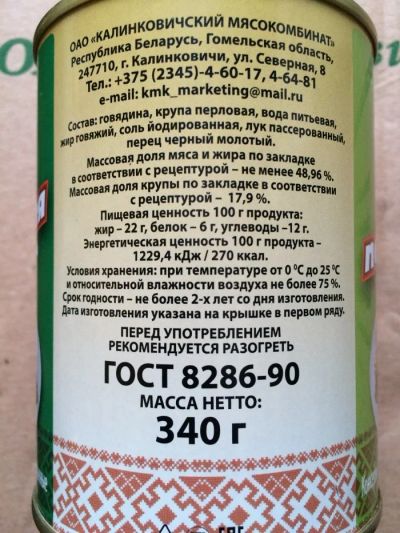 ОАО «КАЛИНКОВИЧСКИЙ МЯСОКОМБИНАТ»
Республика Беларусь, Гомельская область,
247710, г. Калинковичи, ул. Северная, 8
Тел.: +375 (2345)-4-60-17, 4-64-81
e-mail: kmk_marketing@mail.ru
Состав: говядина, крупа перловая, вода питьевая,
жир говяжий, соль йодированная, лук пассерованный,
перец черный молотый.
Массовая доля мяса и жира по закладке
в соответствии с рецептурой – не менее 48,96 %.
Массовая доля крупы по закладке в соответствии
с рецептурой – 17,9 %.
Пищевая ценность 100 г продукта:
жир – 22 г, белок – 6 г, углеводы –12 г.
Энергетическая ценность 100 г продукта –
1229,4 кДж / 270 ккал.
Условия хранения: при температуре от 0 °С до 25 °С
и относительной влажности воздуха не более 75 %.
Срок годности – не более 2-х лет со дня изготовления.
Дата изготовления указана на крышке в первом ряду.
ПЕРЕД УПОТРЕБЛЕНИЕМ
РЕКОМЕНДУЕТСЯ РАЗОГРЕТЬ
ГОСТ 8286-90
МАССА НЕТТО:
340 г